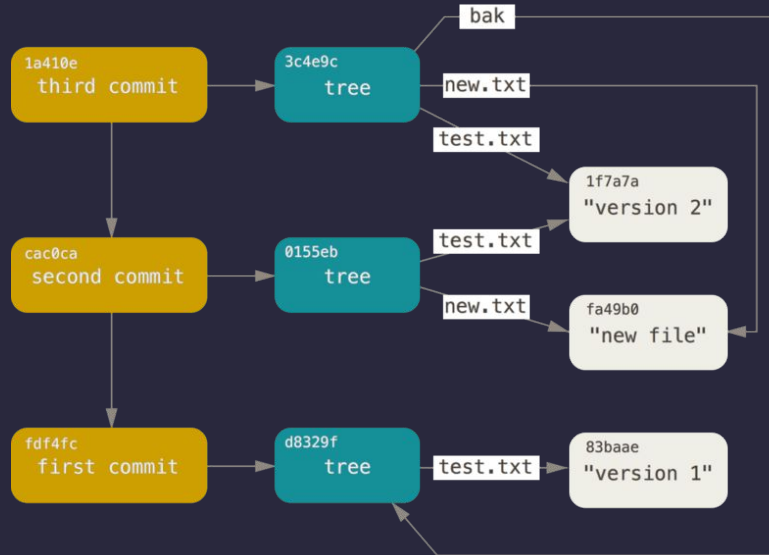 bak
1a410e
third commit
3c4e9c
tree
new.txt
test.txt
1f7a7a
"version 2"
cac0ca
second commit
0155eb
tree
test.txt
new.txt
fa49b0
"new file"
fdf4fc
first commit
d8329f
tree
test.txt
83baae
"version 1"